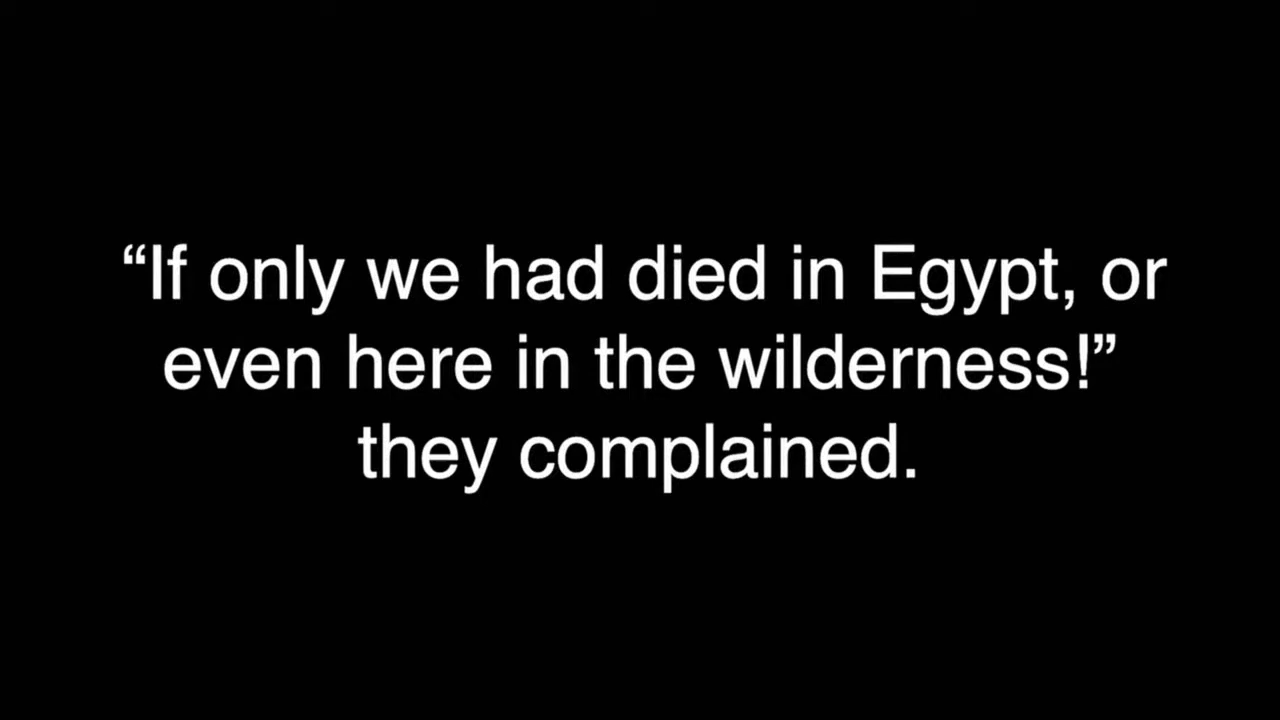 “If only we had died in Egypt, or
even here in the wilderness!”
they complained.